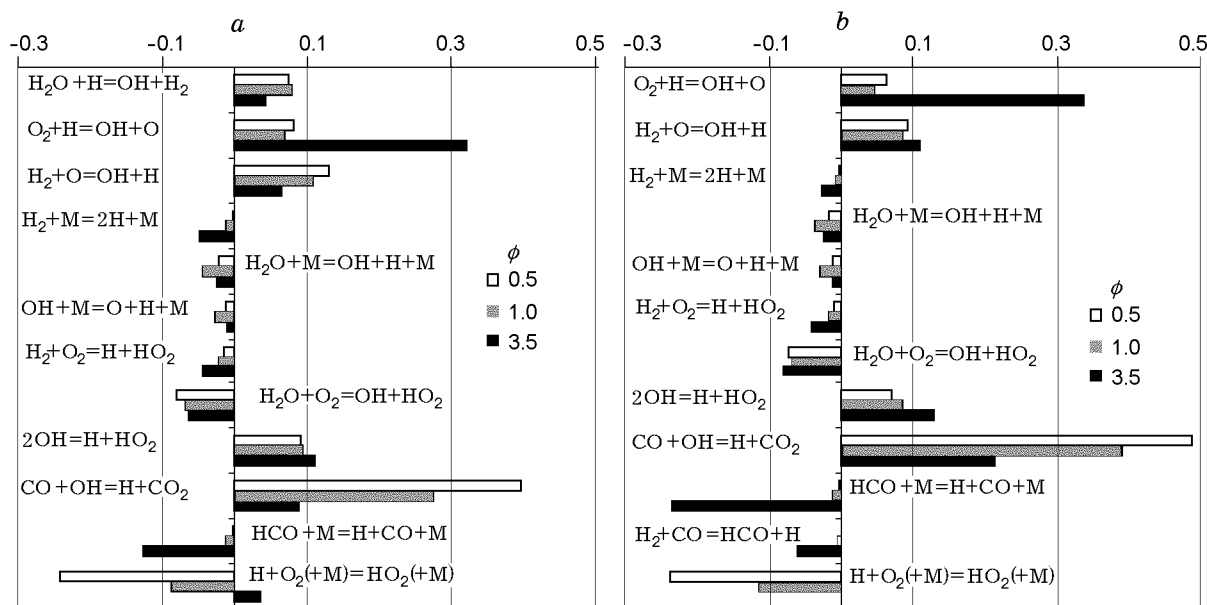 a
-0.3 -0.1 0.1 0.3 0.5
H₂O+H=OH+H₂
O₂+H=OH+O
H₂+O=OH+H
H₂+M=2H+M
H₂O+M=OH+H+M
OH+M=O+H+M
H₂+O₂=H+HO₂
H₂O+O₂=OH+HO₂
2OH=H+HO₂
CO+OH=H+CO₂
HCO+M=H+CO+M
H+O₂(+M)=HO₂(+M)
ϕ
0.5
1.0
3.5
b
-0.3 -0.1 0.1 0.3 0.5
O₂+H=OH+O
H₂+O=OH+H
H₂+M=2H+M
H₂O+M=OH+H+M
OH+M=O+H+M
H₂+O₂=H+HO₂
H₂O+O₂=OH+HO₂
2OH=H+HO₂
CO+OH=H+CO₂
HCO+M=H+CO+M
H₂+CO=HCO+H
H+O₂(+M)=HO₂(+M)
ϕ
0.5
1.0
3.5